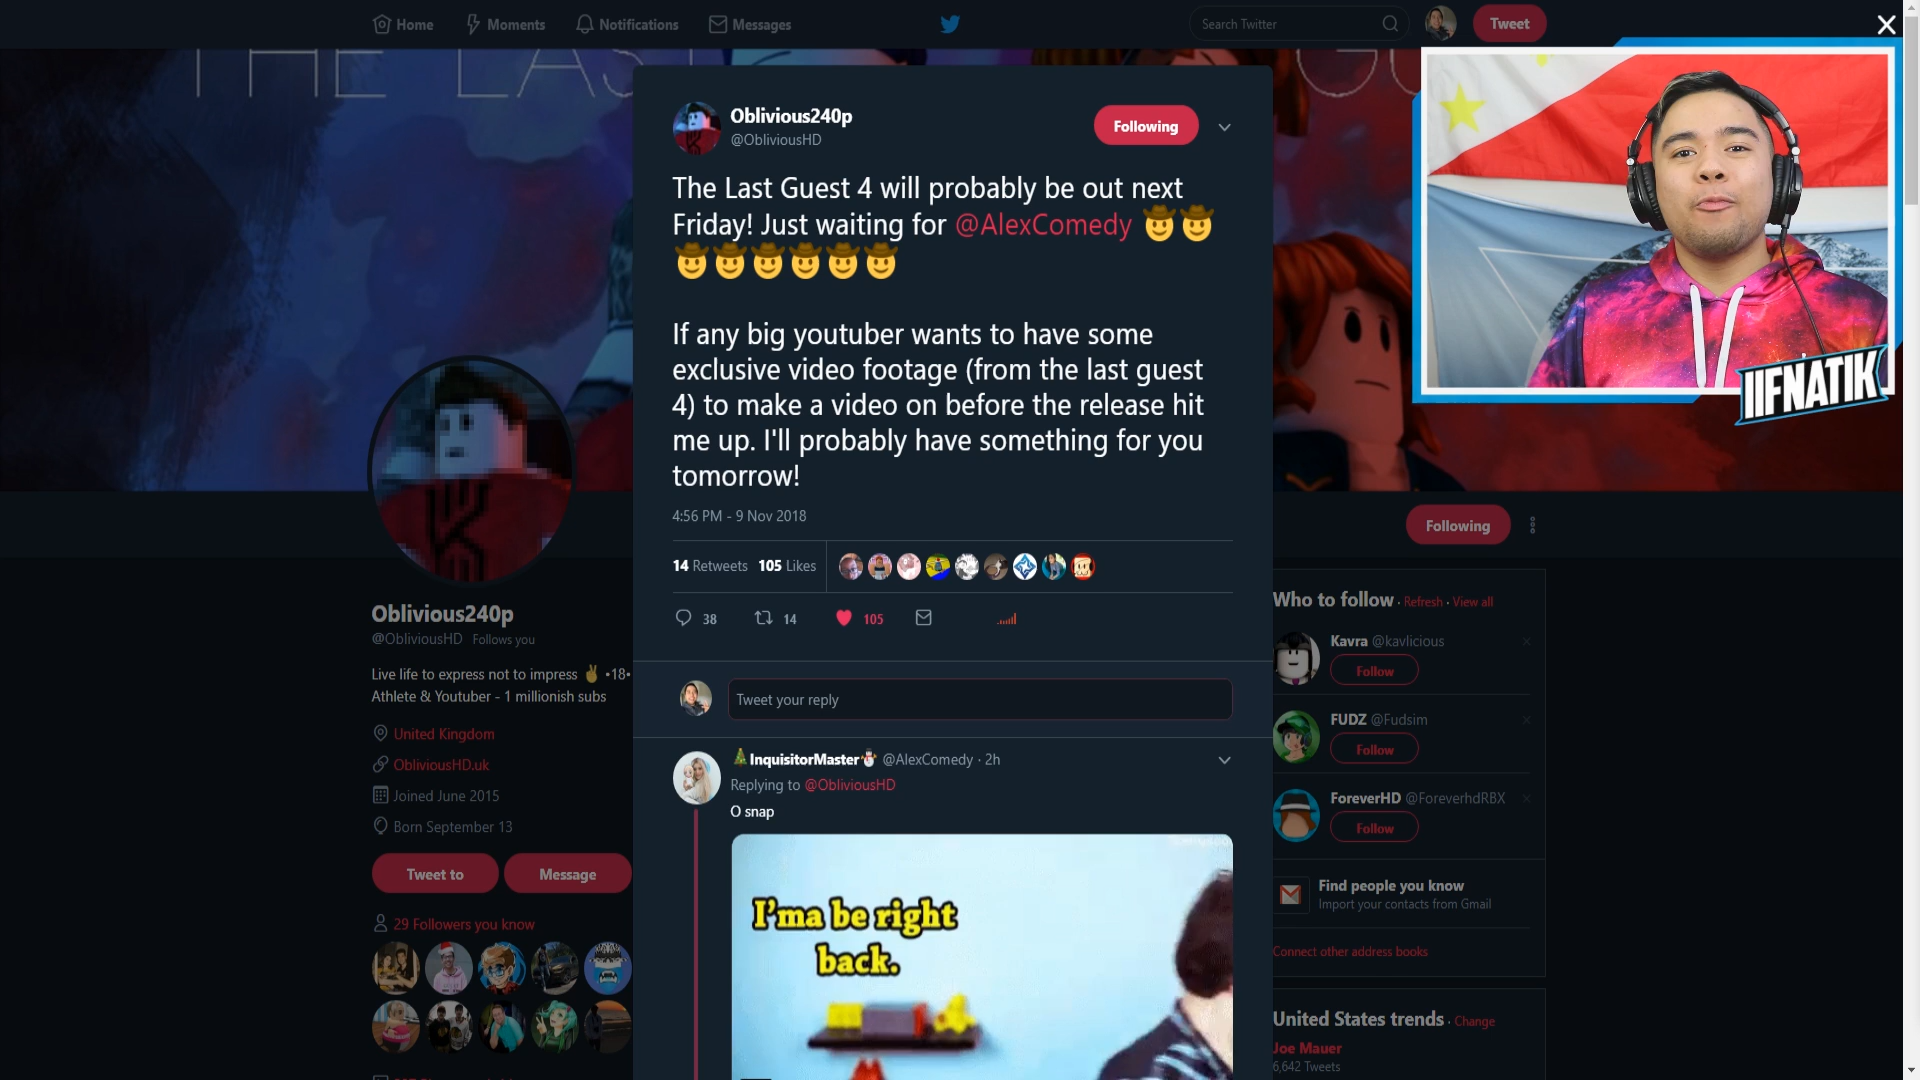 Home
Moments
Notifications
Messages
Search Twitter
Tweet
THE LAS
Oblivious240p
@ObliviousHD
Following
The Last Guest 4 will probably be out next
Friday! Just waiting for @AlexComedy 🤠🤠
🤠🤠🤠🤠🤠🤠
If any big youtuber wants to have some
exclusive video footage (from the last guest
4) to make a video on before the release hit
me up. I'll probably have something for you
tomorrow!
4:56 PM - 9 Nov 2018
14 Retweets 105 Likes
38
14
105
Tweet your reply
🎄InquisitorMaster⛄ @AlexComedy · 2h
Replying to @ObliviousHD
O snap
I'ma be right
back.
Oblivious240p
@ObliviousHD Follows you
Live life to express not to impress ✌ •18•
Athlete & Youtuber - 1 millionish subs
United Kingdom
ObliviousHD.uk
Joined June 2015
Born September 13
Tweet to
Message
29 Followers you know
IIFNATIK
Following
Who to follow · Refresh · View all
Kavra @kavlicious
Follow
FUDZ @Fudsim
Follow
ForeverHD @ForeverhdRBX
Follow
Find people you know
Import your contacts from Gmail
Connect other address books
United States trends · Change
Joe Mauer
6,642 Tweets